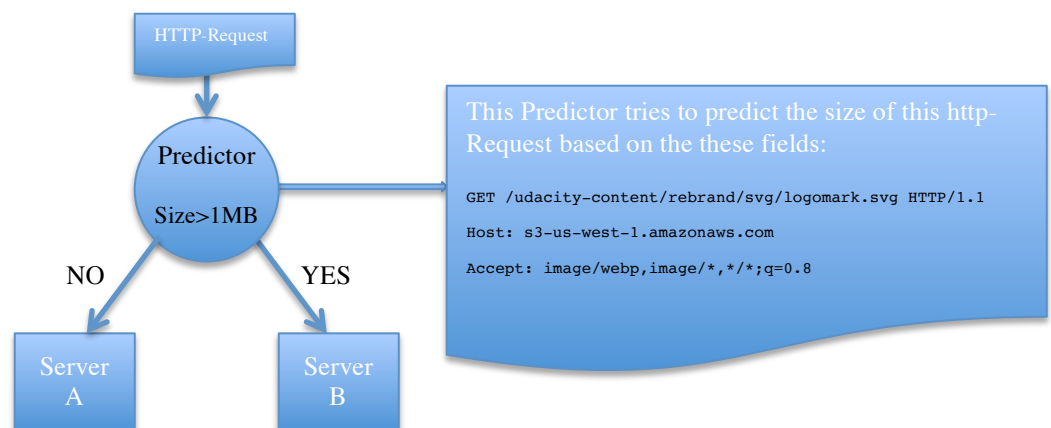 HTTP-Request
Predictor
Size>1MB
NO
YES
Server
A
Server
B
This Predictor tries to predict the size of this http-
Request based on the these fields:
GET /udacity-content/rebrand/svg/logomark.svg HTTP/1.1
Host: s3-us-west-1.amazonaws.com
Accept: image/webp,image/*,*/*;q=0.8